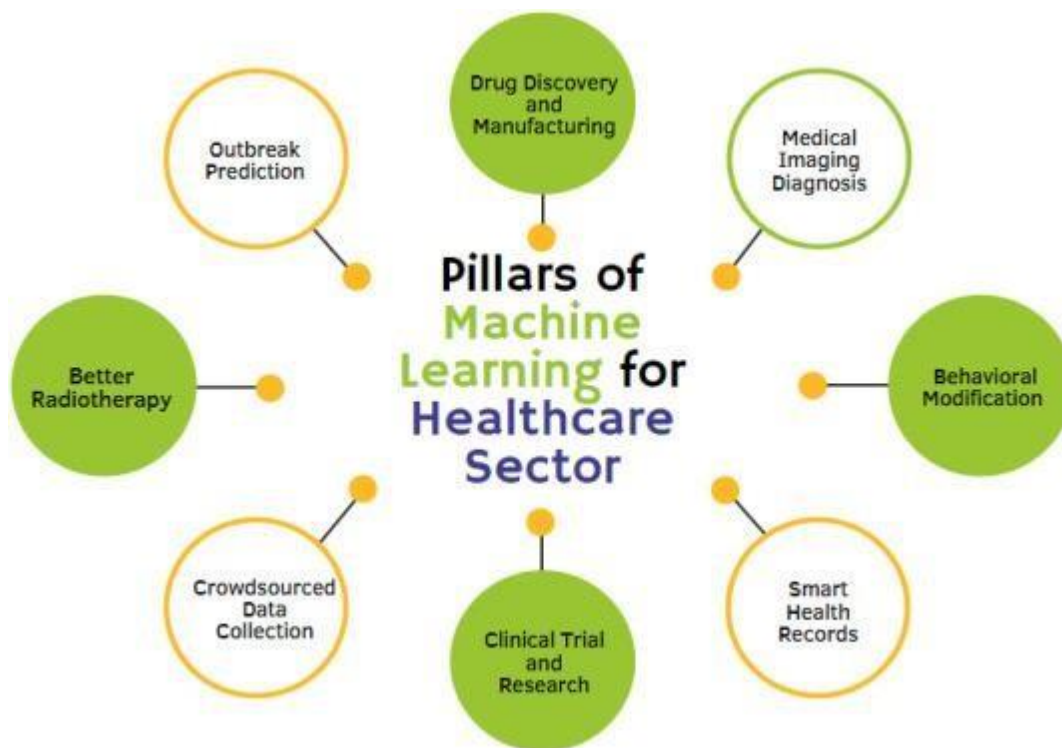 Drug Discovery
and
Manufacturing
Medical
Imaging
Diagnosis
Outbreak
Prediction
Pillars of
Machine
Learning for
Healthcare
Sector
Better
Radiotherapy
Behavioral
Modification
Crowdsourced
Data
Collection
Clinical Trial
and
Research
Smart
Health
Records